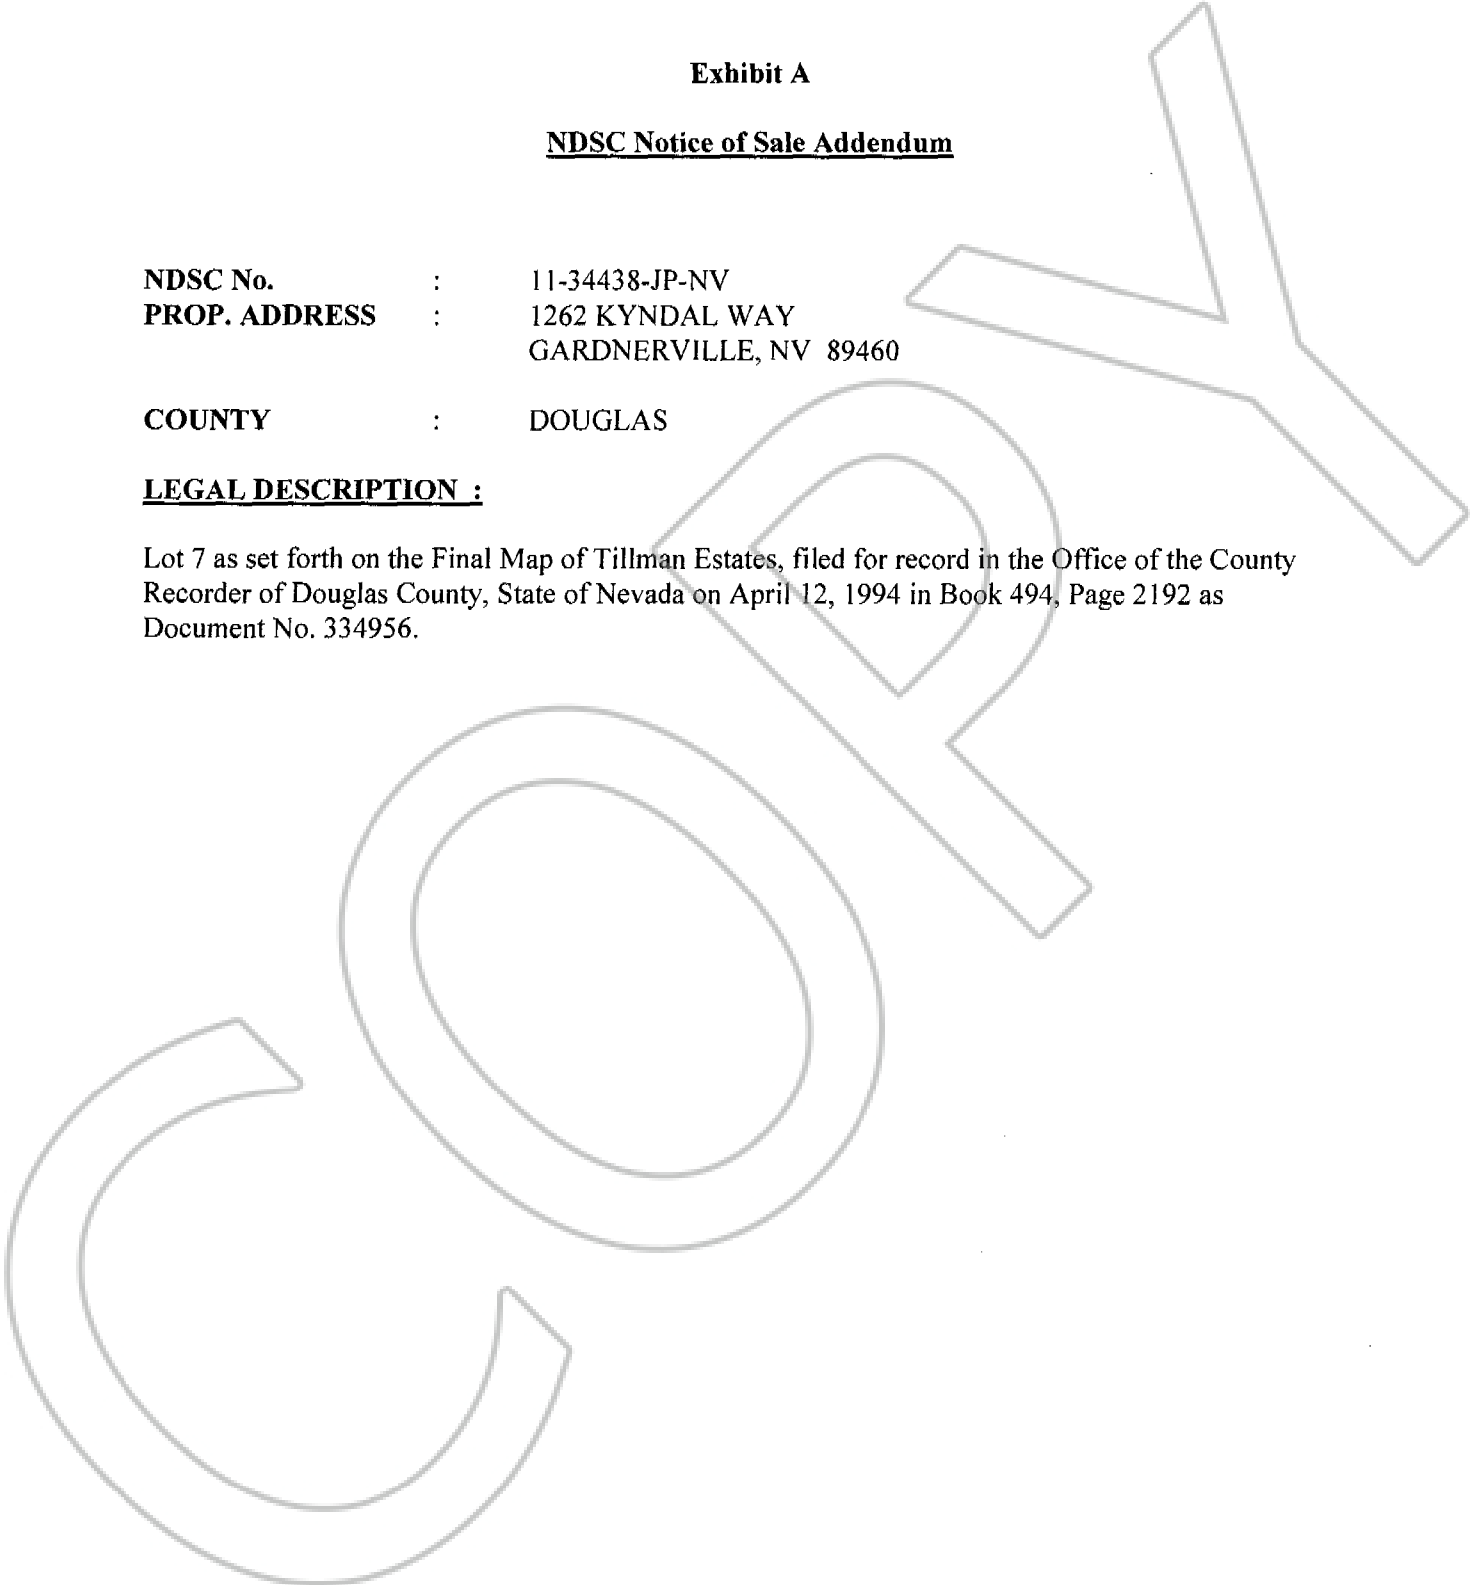 Exhibit A
NDSC Notice of Sale Addendum
NDSC No. : 11-34438-JP-NV
PROP. ADDRESS : 1262 KYNDAL WAY
GARDNERVILLE, NV 89460
COUNTY : DOUGLAS
LEGAL DESCRIPTION :
Lot 7 as set forth on the Final Map of Tillman Estates, filed for record in the Office of the County
Recorder of Douglas County, State of Nevada on April 12, 1994 in Book 494, Page 2192 as
Document No. 334956.
COPY